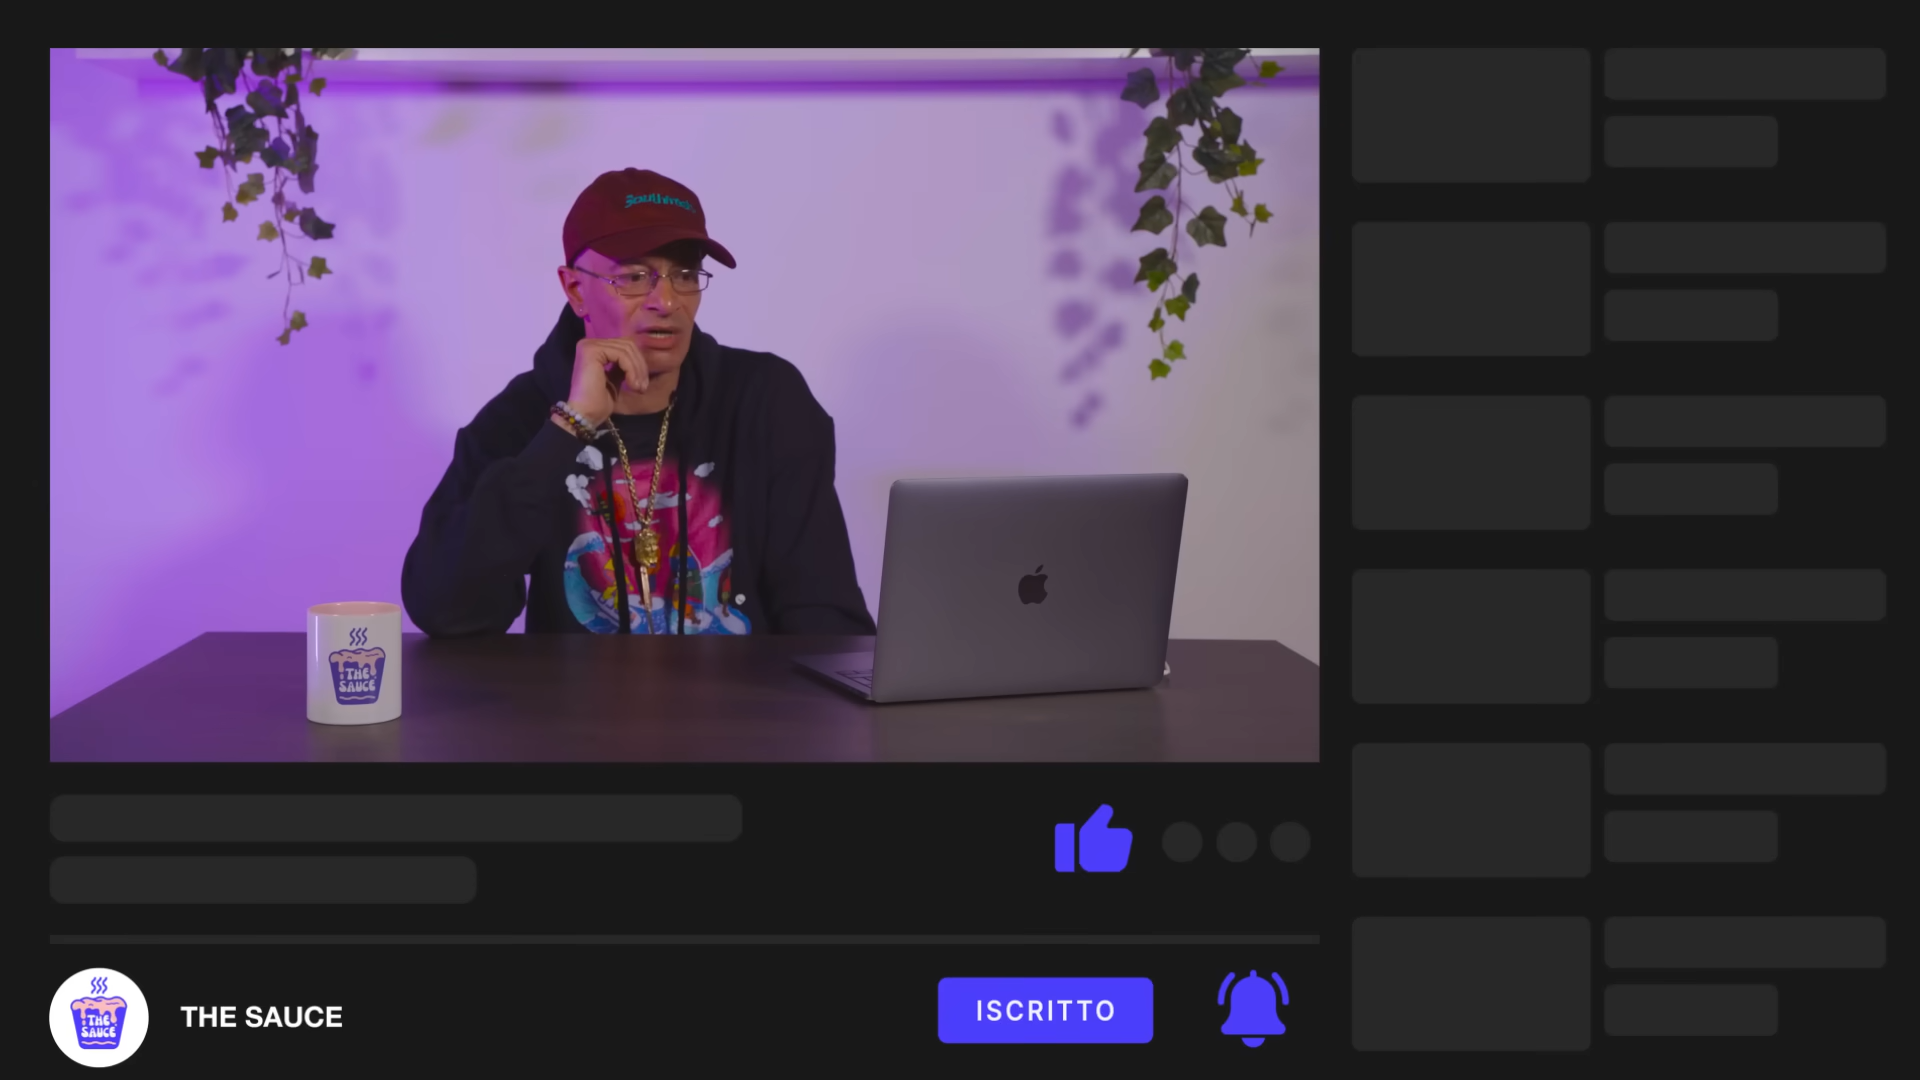 THE
SAUCE
THE
SAUCE
THE SAUCE
ISCRITTO